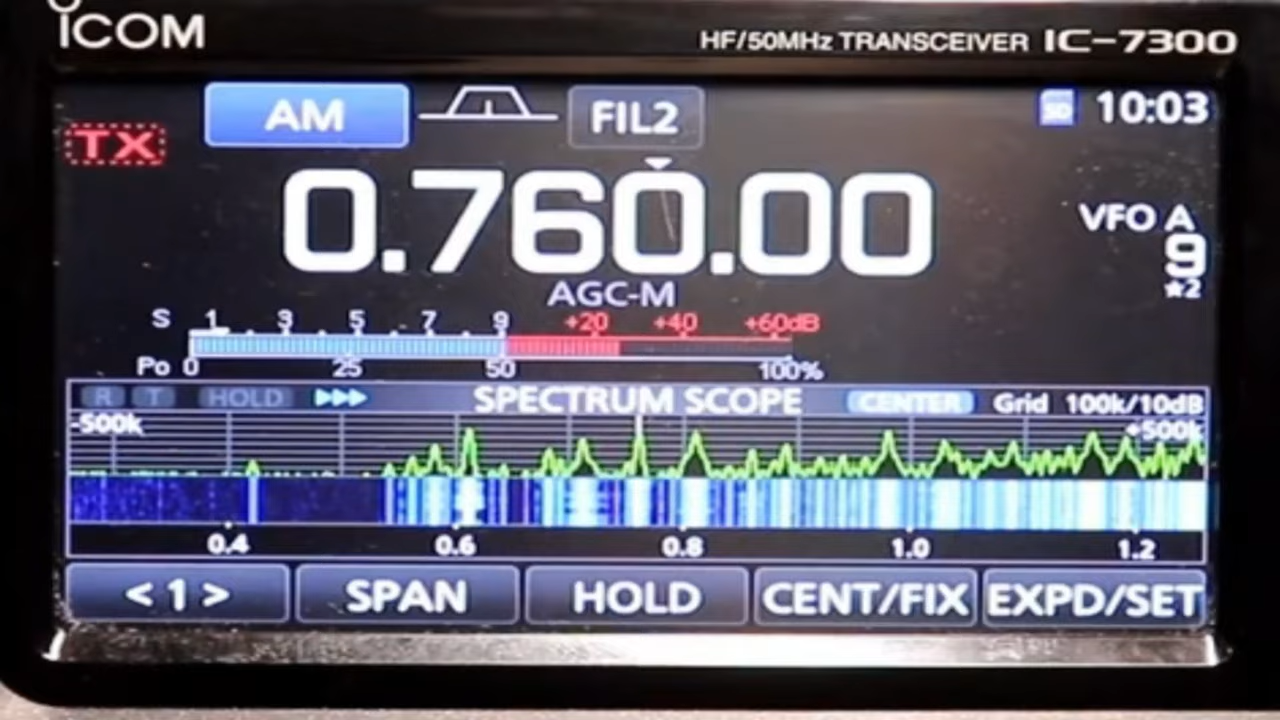 ICOM
HF/50MHz TRANSCEIVER IC-7300
AM FIL2 SD 10:03
TX
0.760.00
VFO A
9
★2
AGC-M
S 1 3 5 7 9 +20 +40 +60dB
Po 0 25 50 100%
R T HOLD SPECTRUM SCOPE CENTER Grid 100k/10dB
-500k +500k
0.4 0.6 0.8 1.0 1.2
< 1 > SPAN HOLD CENT/FIX EXPD/SET